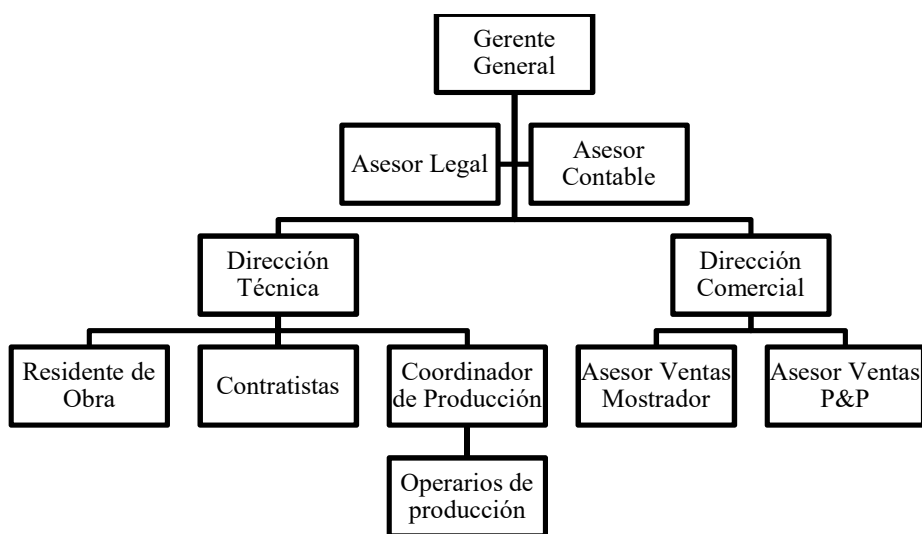 Gerente
General
Asesor Legal
Asesor
Contable
Dirección
Técnica
Dirección
Comercial
Residente de
Obra
Contratistas
Coordinador
de Producción
Asesor Ventas
Mostrador
Asesor Ventas
P&P
Operarios de
producción